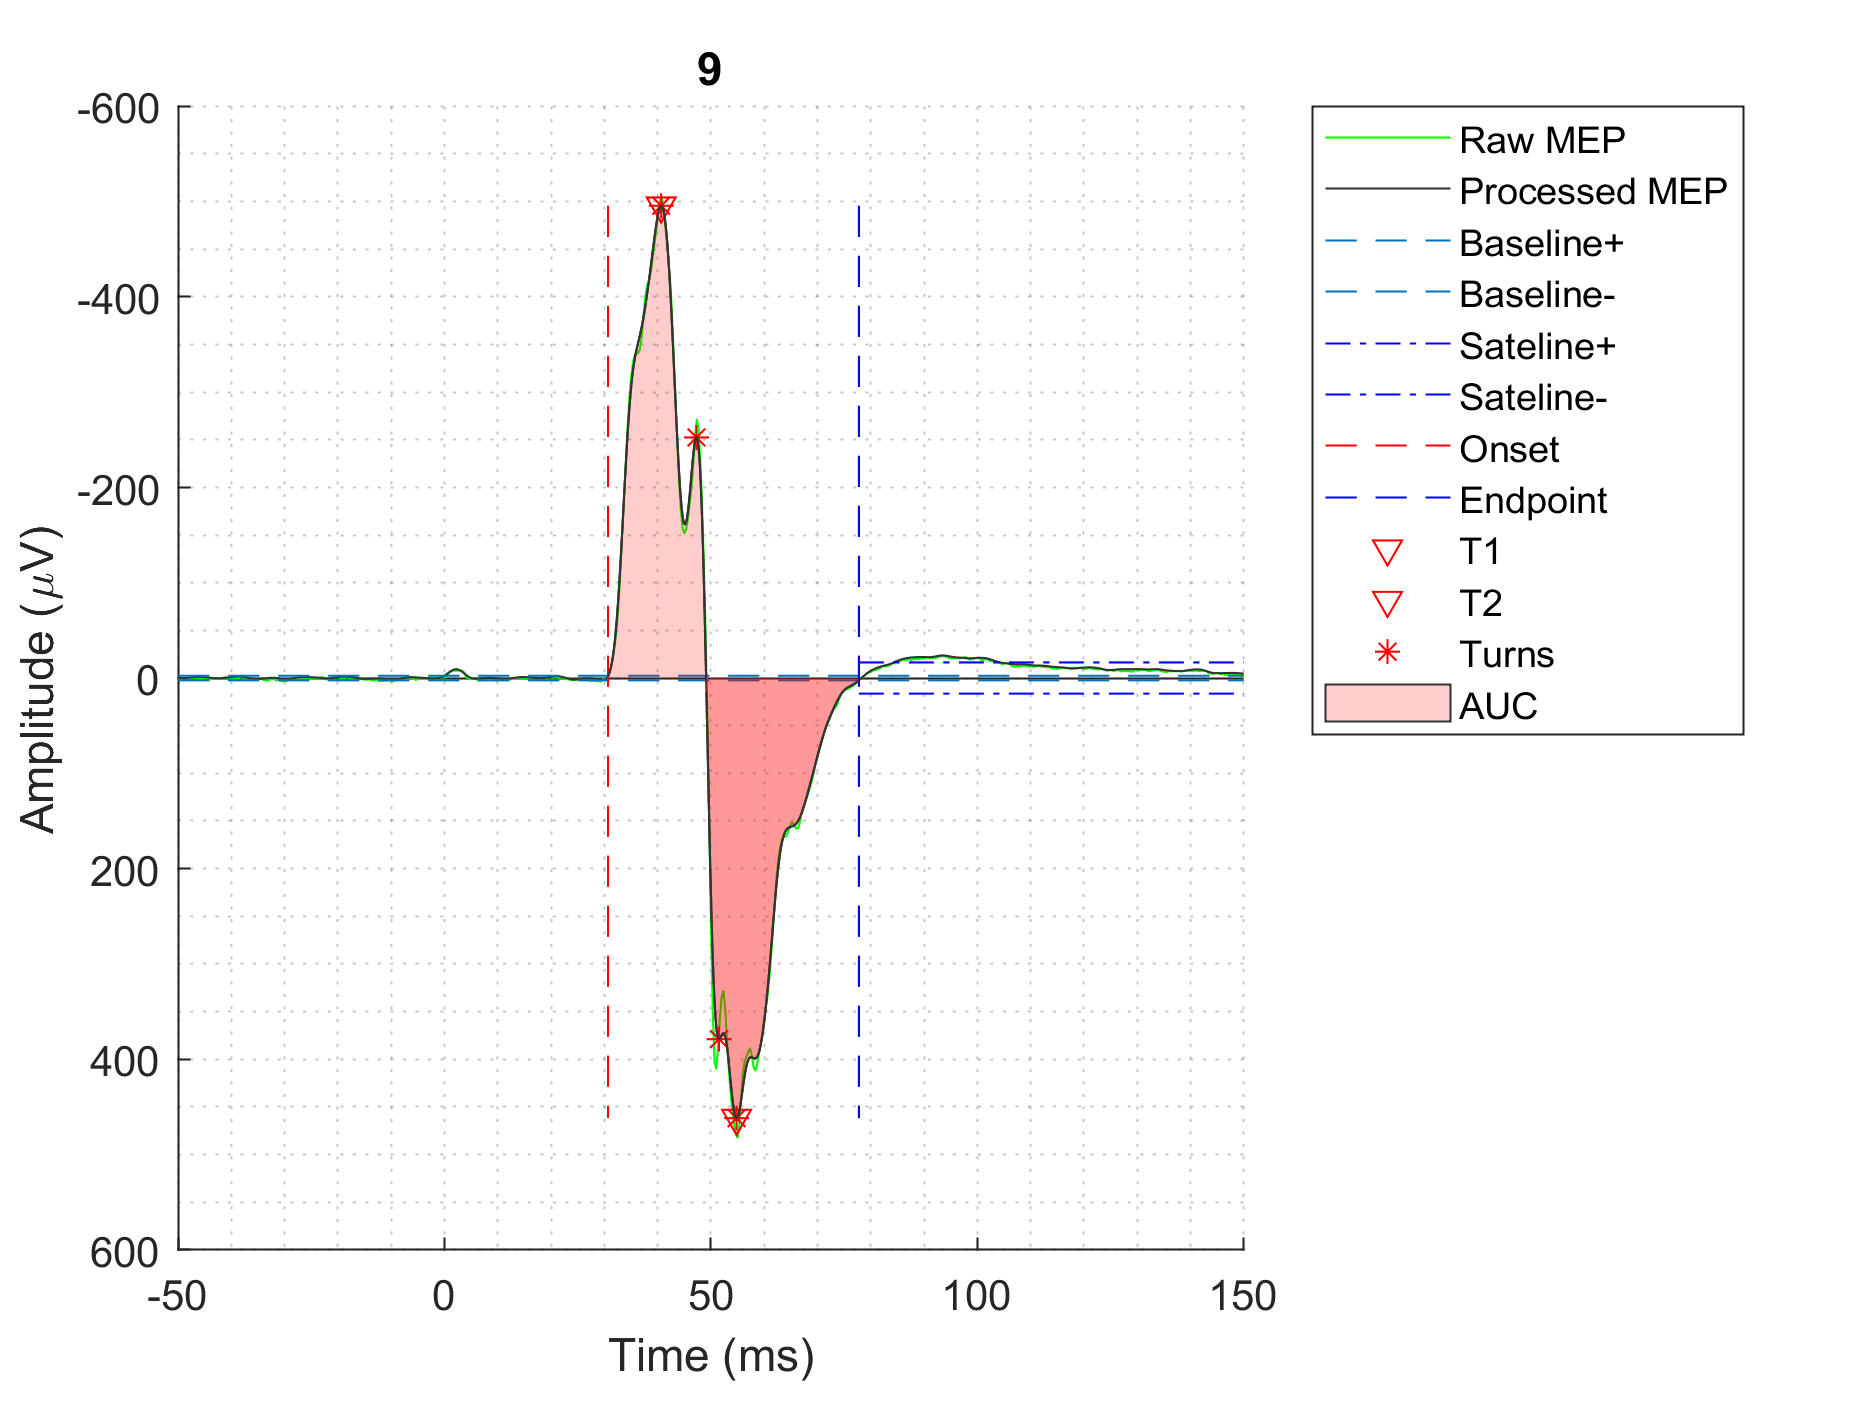 9
-600
-400
-200
0
200
400
600
-50
0
50
100
150
Time (ms)
Amplitude (μV)
Raw MEP
Processed MEP
Baseline+
Baseline-
Sateline+
Sateline-
Onset
Endpoint
T1
T2
Turns
AUC